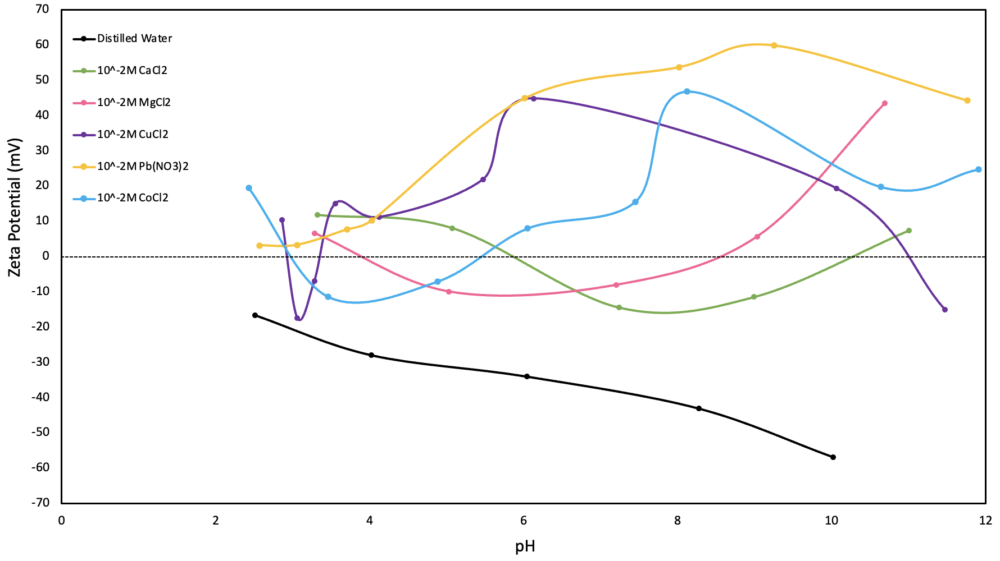 70
60
50
40
30
20
10
0
-10
-20
-30
-40
-50
-60
-70
Zeta Potential (mV)
Distilled Water
10^-2M CaCl2
10^-2M MgCl2
10^-2M CuCl2
10^-2M Pb(NO3)2
10^-2M CoCl2
0 2 4 6 8 10 12
pH